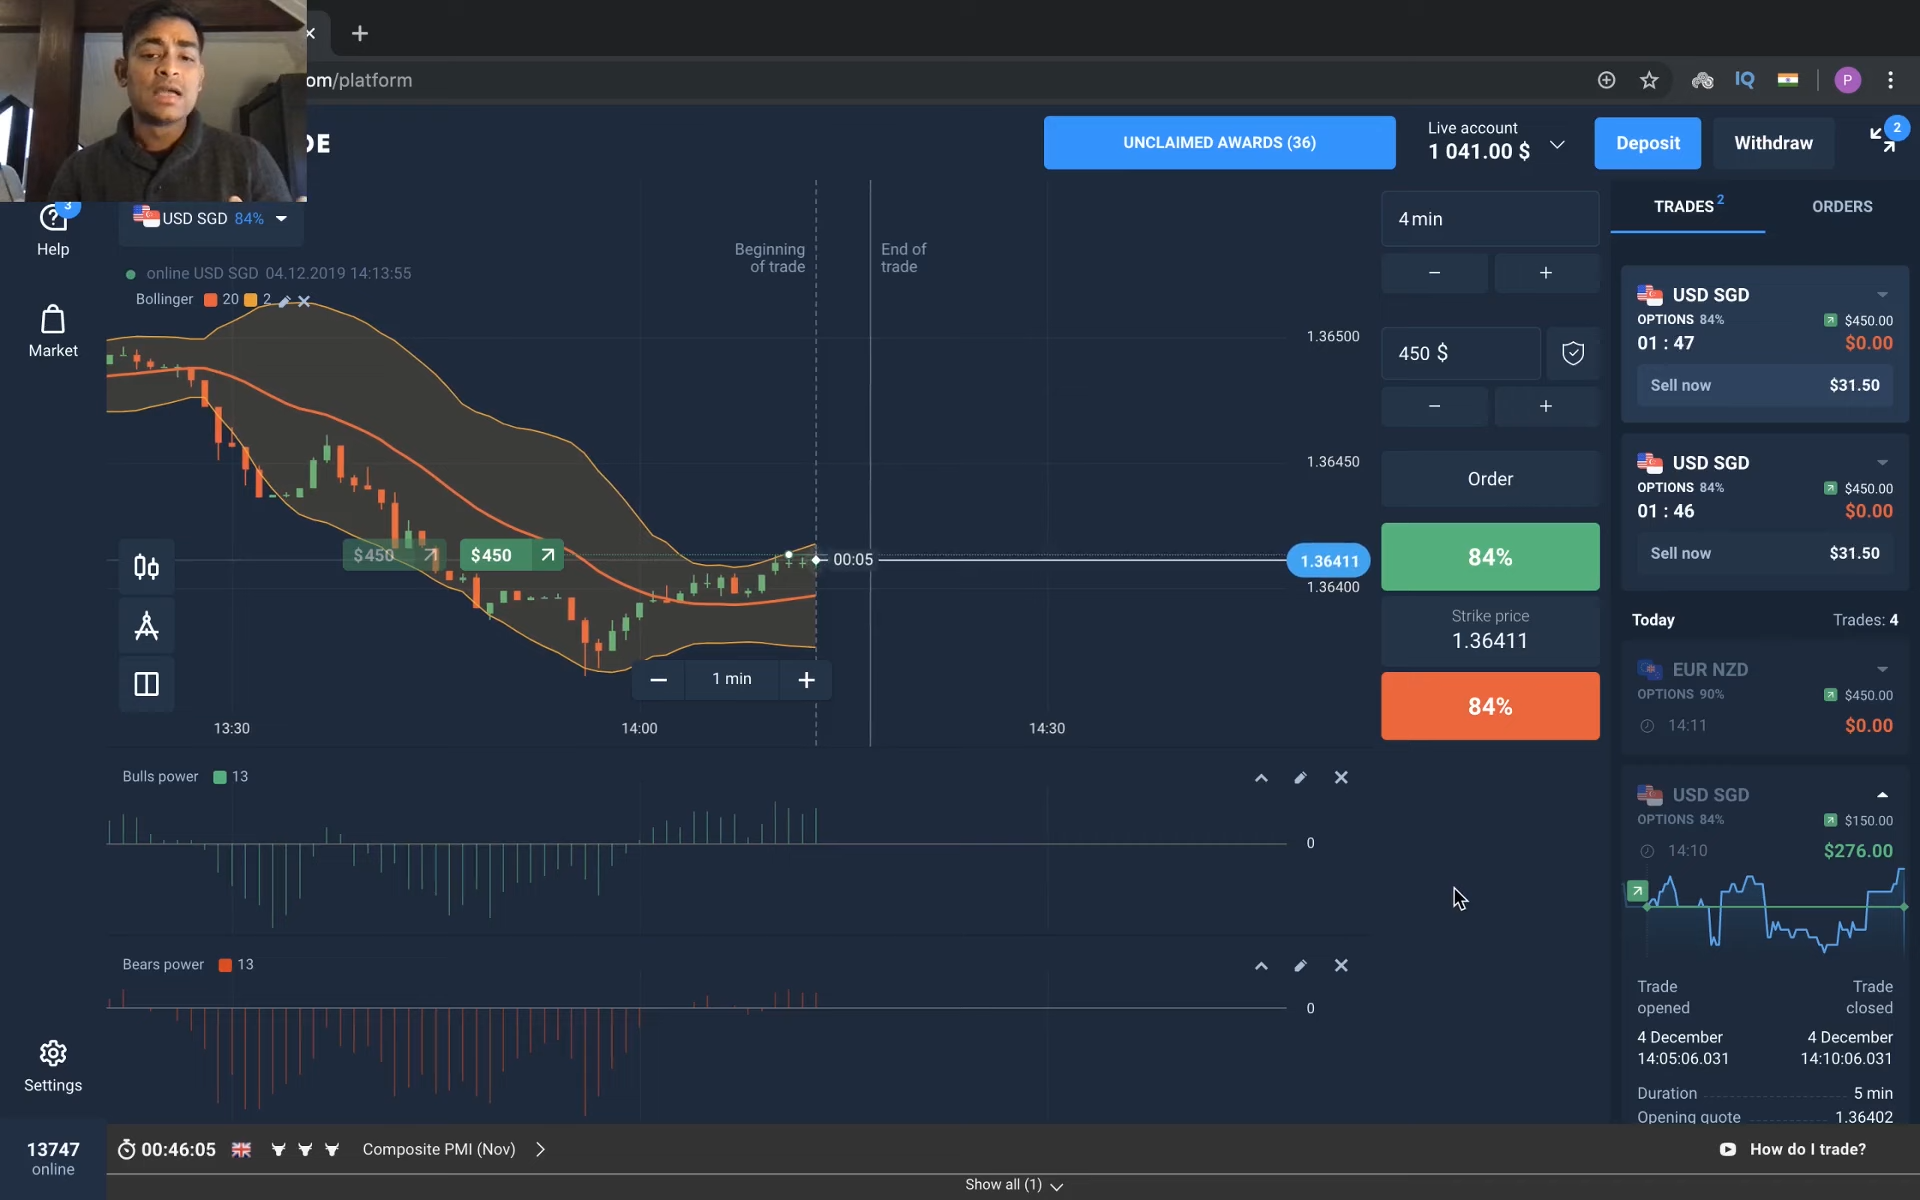 om/platform
P
DE
UNCLAIMED AWARDS (36)
Live account
1 041.00 $
Deposit
Withdraw
2
3
Help
Market
USD SGD 84%
online USD SGD 04.12.2019 14:13:55
Bollinger 20 2
Beginning
of trade
End of
trade
1.36500
1.36450
1.36411
1.36400
$450
$450
00:05
1 min
13:30
14:00
14:30
Bulls power 13
0
Bears power 13
0
4 min
450 $
Order
84%
Strike price
1.36411
84%
TRADES 2
ORDERS
USD SGD
OPTIONS 84%
$450.00
01 : 47
$0.00
Sell now
$31.50
USD SGD
OPTIONS 84%
$450.00
01 : 46
$0.00
Sell now
$31.50
Today
Trades: 4
EUR NZD
OPTIONS 90%
$450.00
14:11
$0.00
USD SGD
OPTIONS 84%
$150.00
14:10
$276.00
Trade
opened
Trade
closed
4 December
14:05:06.031
4 December
14:10:06.031
Duration
5 min
Opening quote
1.36402
Settings
13747
online
00:46:05
Composite PMI (Nov)
How do I trade?
Show all (1)
IQ